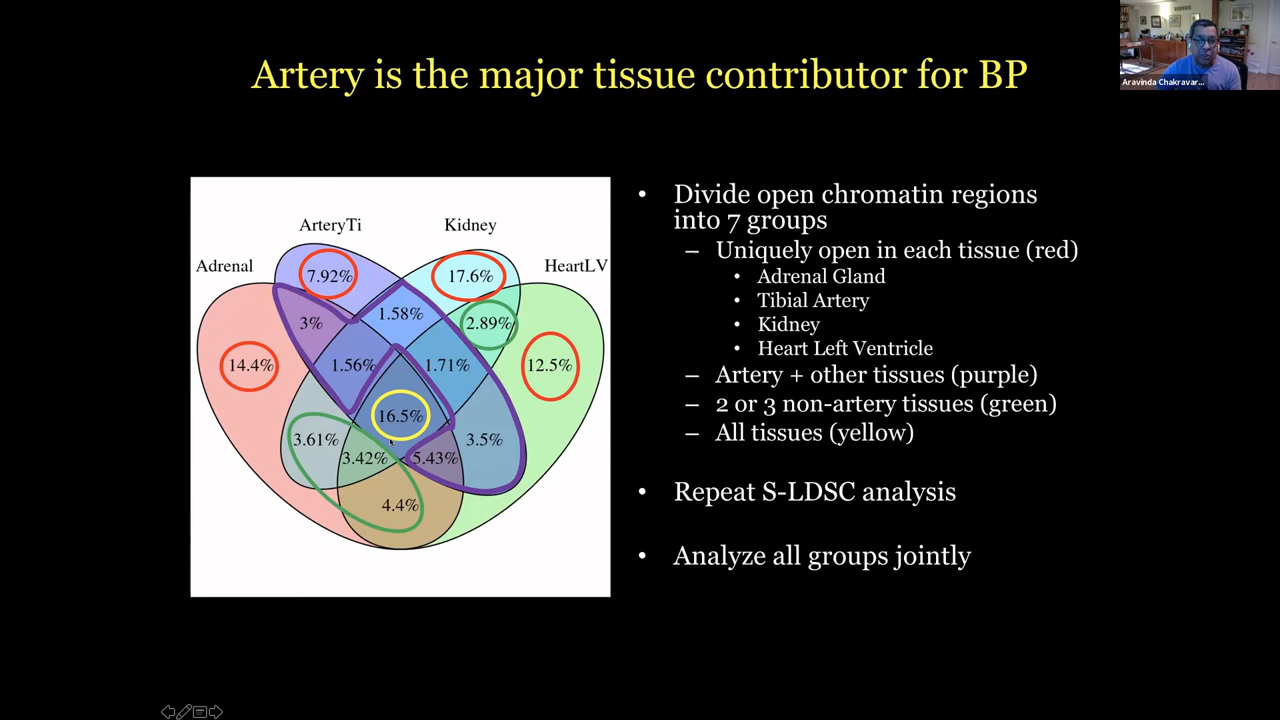 Artery is the major tissue contributor for BP
Aravinda Chakravar...
ArteryTi
Kidney
Adrenal
HeartLV
7.92%
17.6%
3%
1.58%
2.89%
14.4%
1.56%
1.71%
12.5%
16.5%
3.61%
3.42%
5.43%
3.5%
4.4%
• Divide open chromatin regions
into 7 groups
– Uniquely open in each tissue (red)
• Adrenal Gland
• Tibial Artery
• Kidney
• Heart Left Ventricle
– Artery + other tissues (purple)
– 2 or 3 non-artery tissues (green)
– All tissues (yellow)
• Repeat S-LDSC analysis
• Analyze all groups jointly